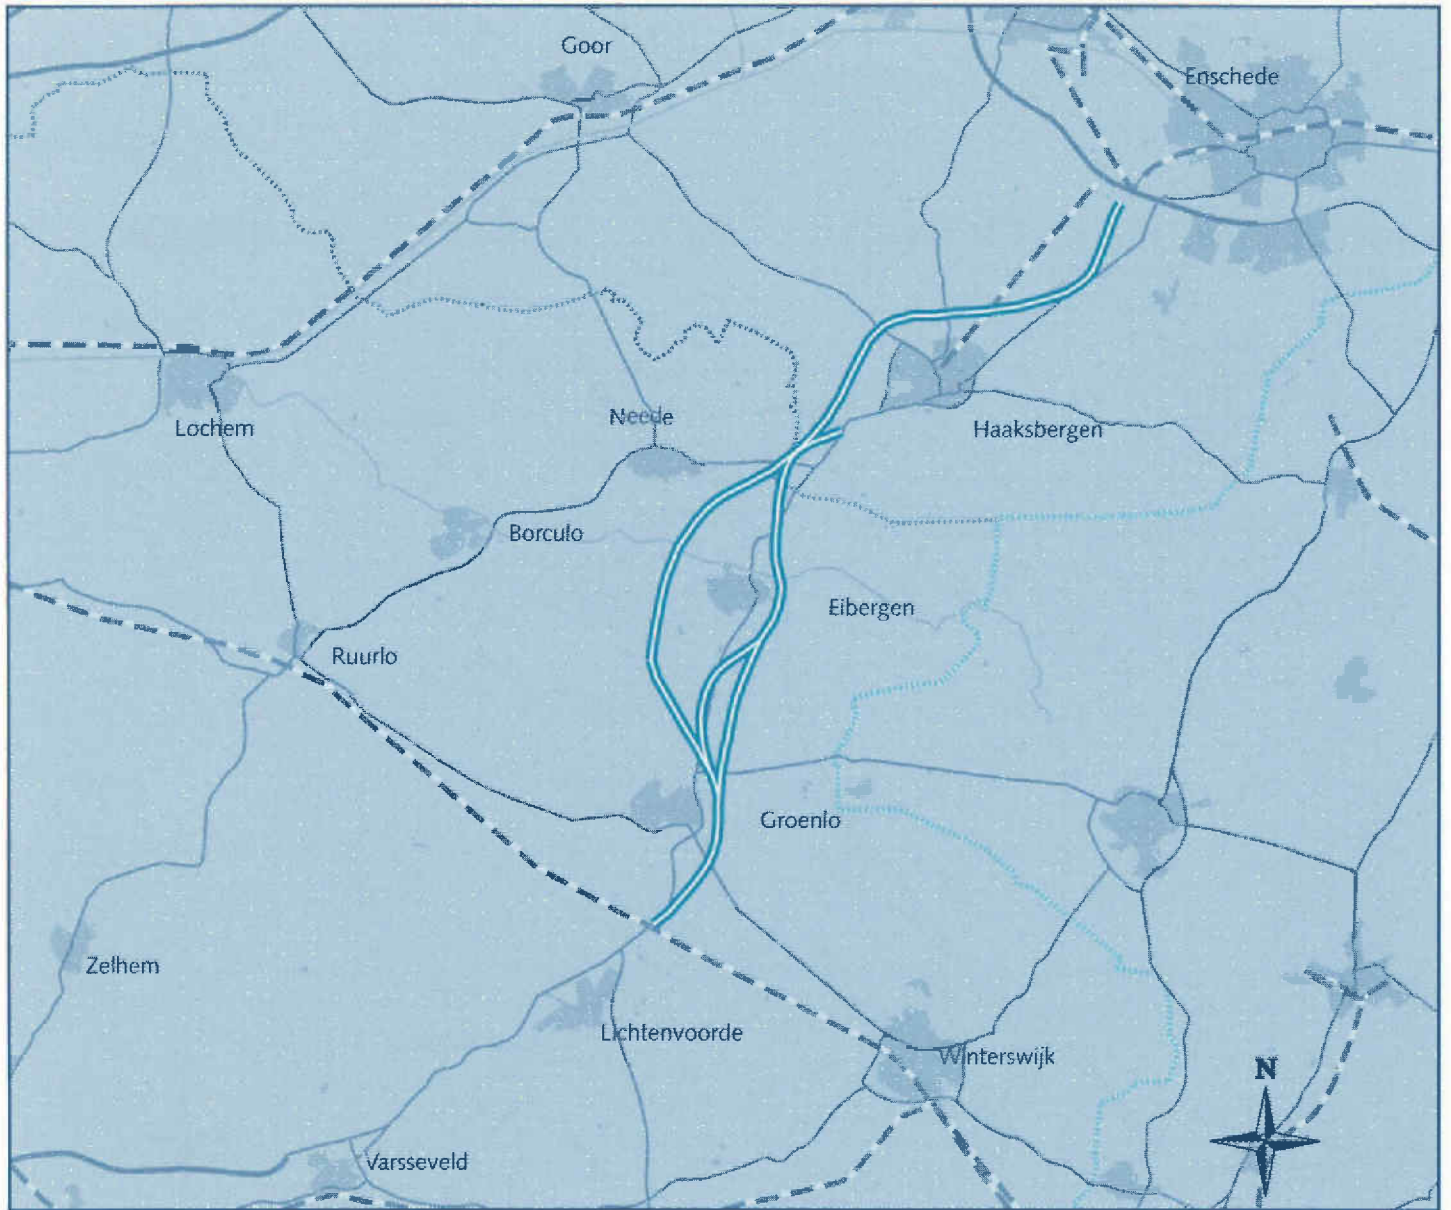 Goor
Enschede
Neede
Haaksbergen
Lochem
Borculo
Eibergen
Ruurlo
Groenlo
Zelhem
Lichtenvoorde
Winterswijk
N
Varsseveld